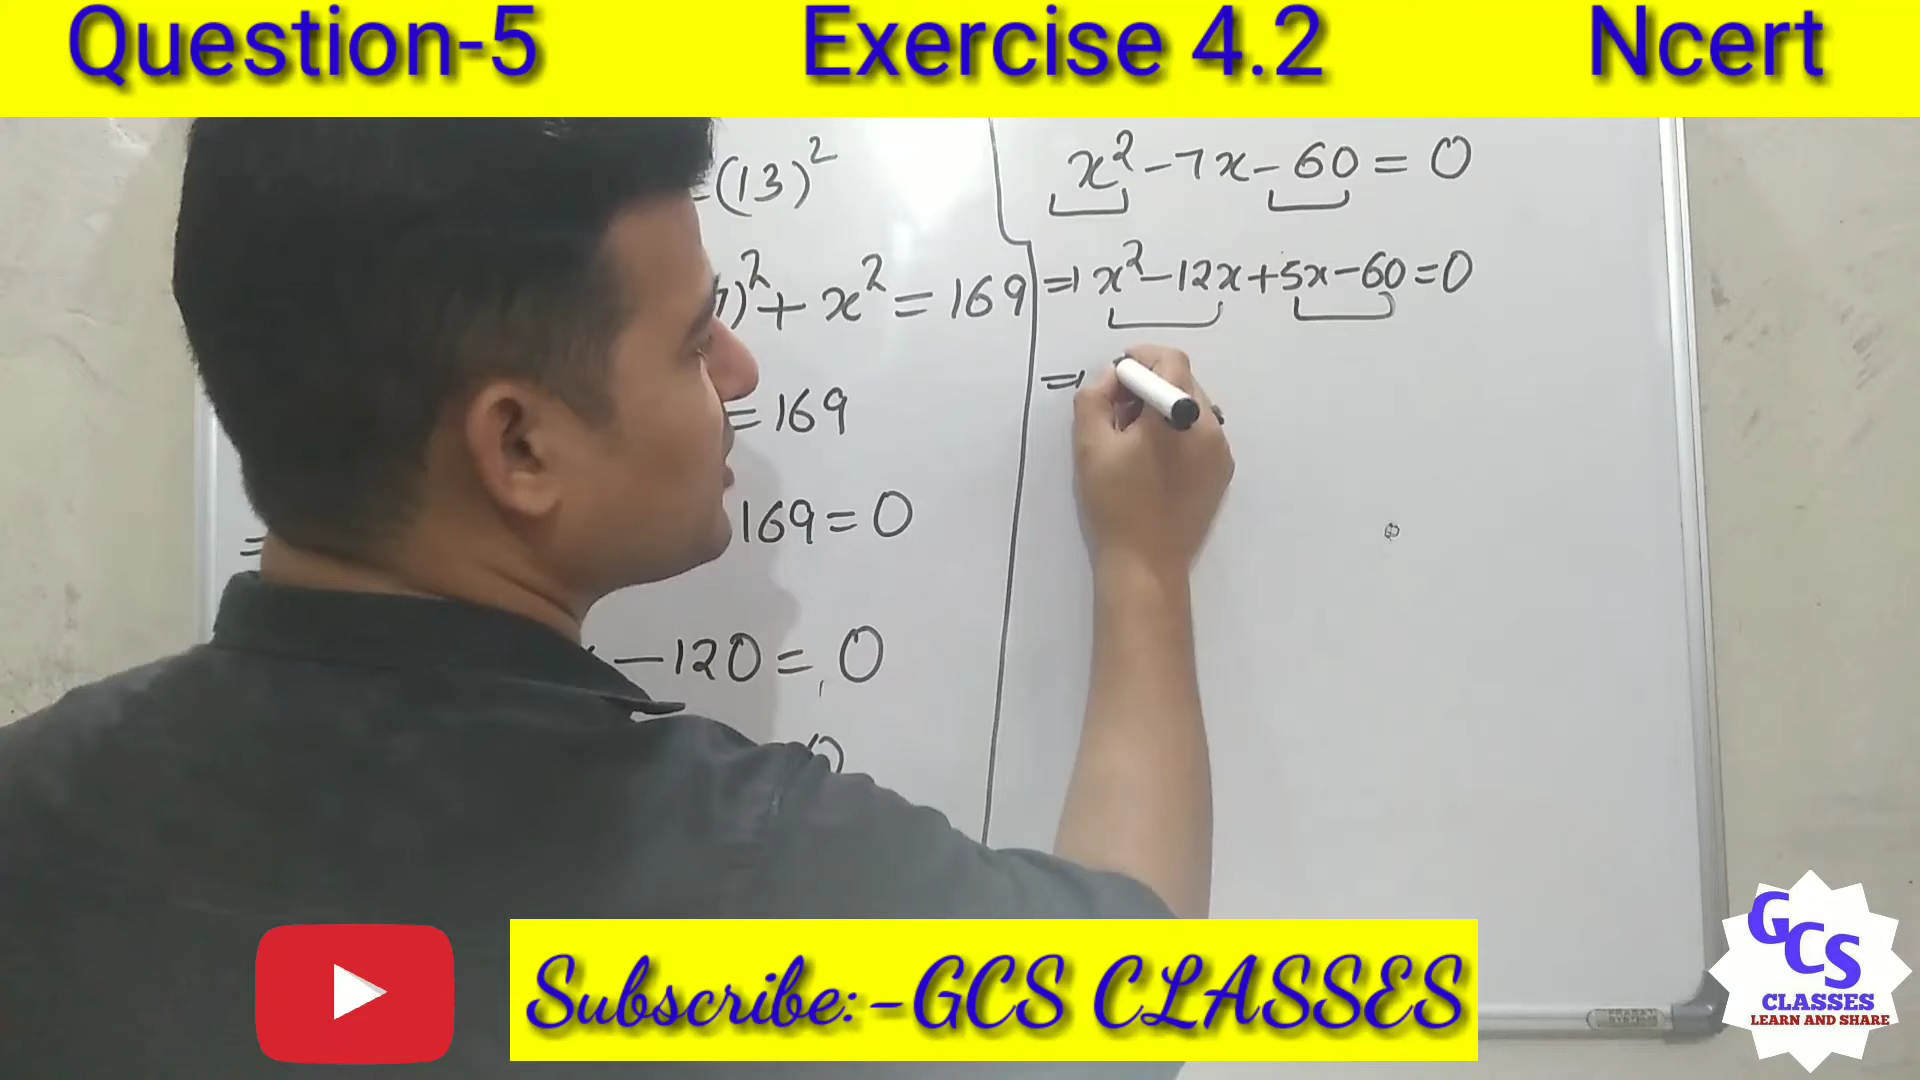 Question-5 Exercise 4.2 Ncert
=(13)²
)²+x²=169
=169
169=0
-120=0
0
x²-7x-60=0
⇒ x²-12x+5x-60=0
⇒
Subscribe:-GCS CLASSES
GCS
CLASSES
LEARN AND SHARE